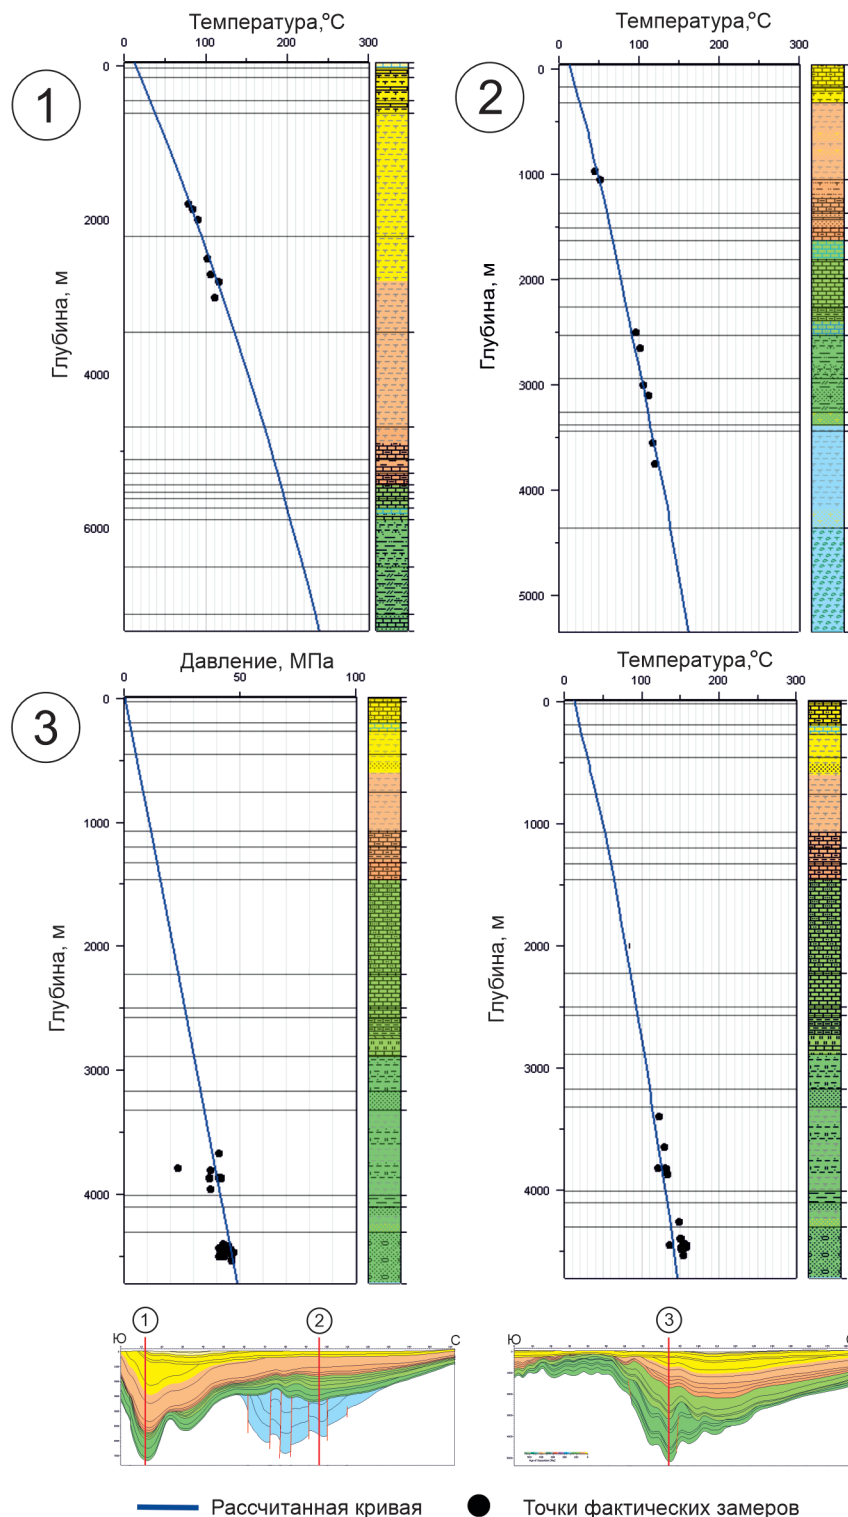 Температура,°С
0 100 200 300
1
Глубина, м
0
2000
4000
6000
Температура,°С
0 100 200 300
2
Глубина, м
0
1000
2000
3000
4000
5000
Давление, МПа
0 50 100
3
Глубина, м
0
1000
2000
3000
4000
Температура,°С
0 100 200 300
Глубина, м
0
1000
2000
3000
4000
1 2
Ю С
3
Ю С
Рассчитанная кривая
Точки фактических замеров